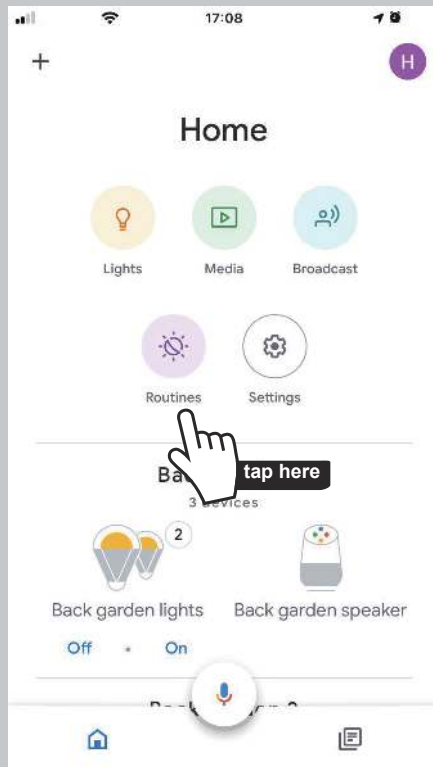 17:08
H
Home
Lights Media Broadcast
Routines Settings
tap here
3 devices
2
Back garden lights Back garden speaker
Off • On